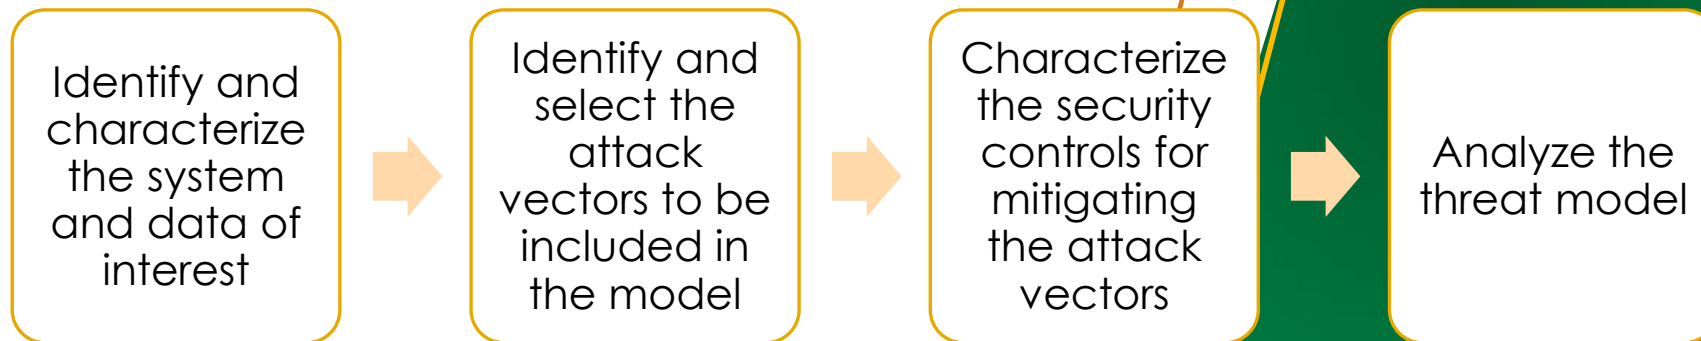 Identify and
characterize
the system
and data of
interest
Identify and
select the
attack
vectors to be
included in
the model
Characterize
the security
controls for
mitigating
the attack
vectors
Analyze the
threat model